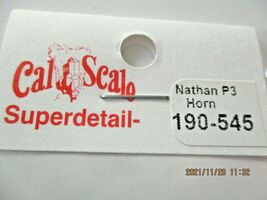 Cal Scale
Superdetail-
Nathan P3
Horn
190-545
2021/11/20 11:32